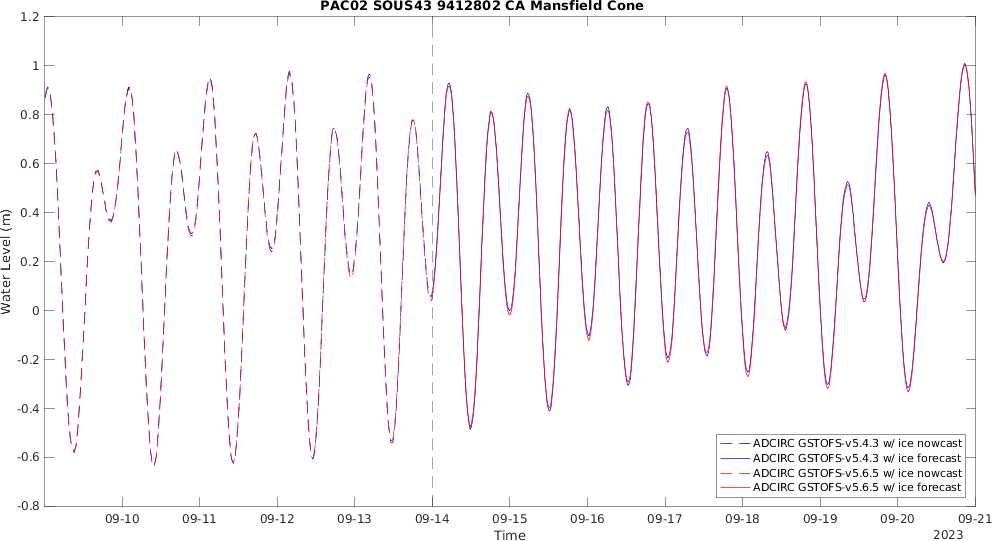 PAC02 SOUS43 9412802 CA Mansfield Cone
Water Level (m)
1.2
1
0.8
0.6
0.4
0.2
0
-0.2
-0.4
-0.6
-0.8
ADCIRC GSTOFS-v5.4.3 w/ ice nowcast
ADCIRC GSTOFS-v5.4.3 w/ ice forecast
ADCIRC GSTOFS-v5.6.5 w/ ice nowcast
ADCIRC GSTOFS-v5.6.5 w/ ice forecast
09-10 09-11 09-12 09-13 09-14 09-15 09-16 09-17 09-18 09-19 09-20 09-21
Time
2023